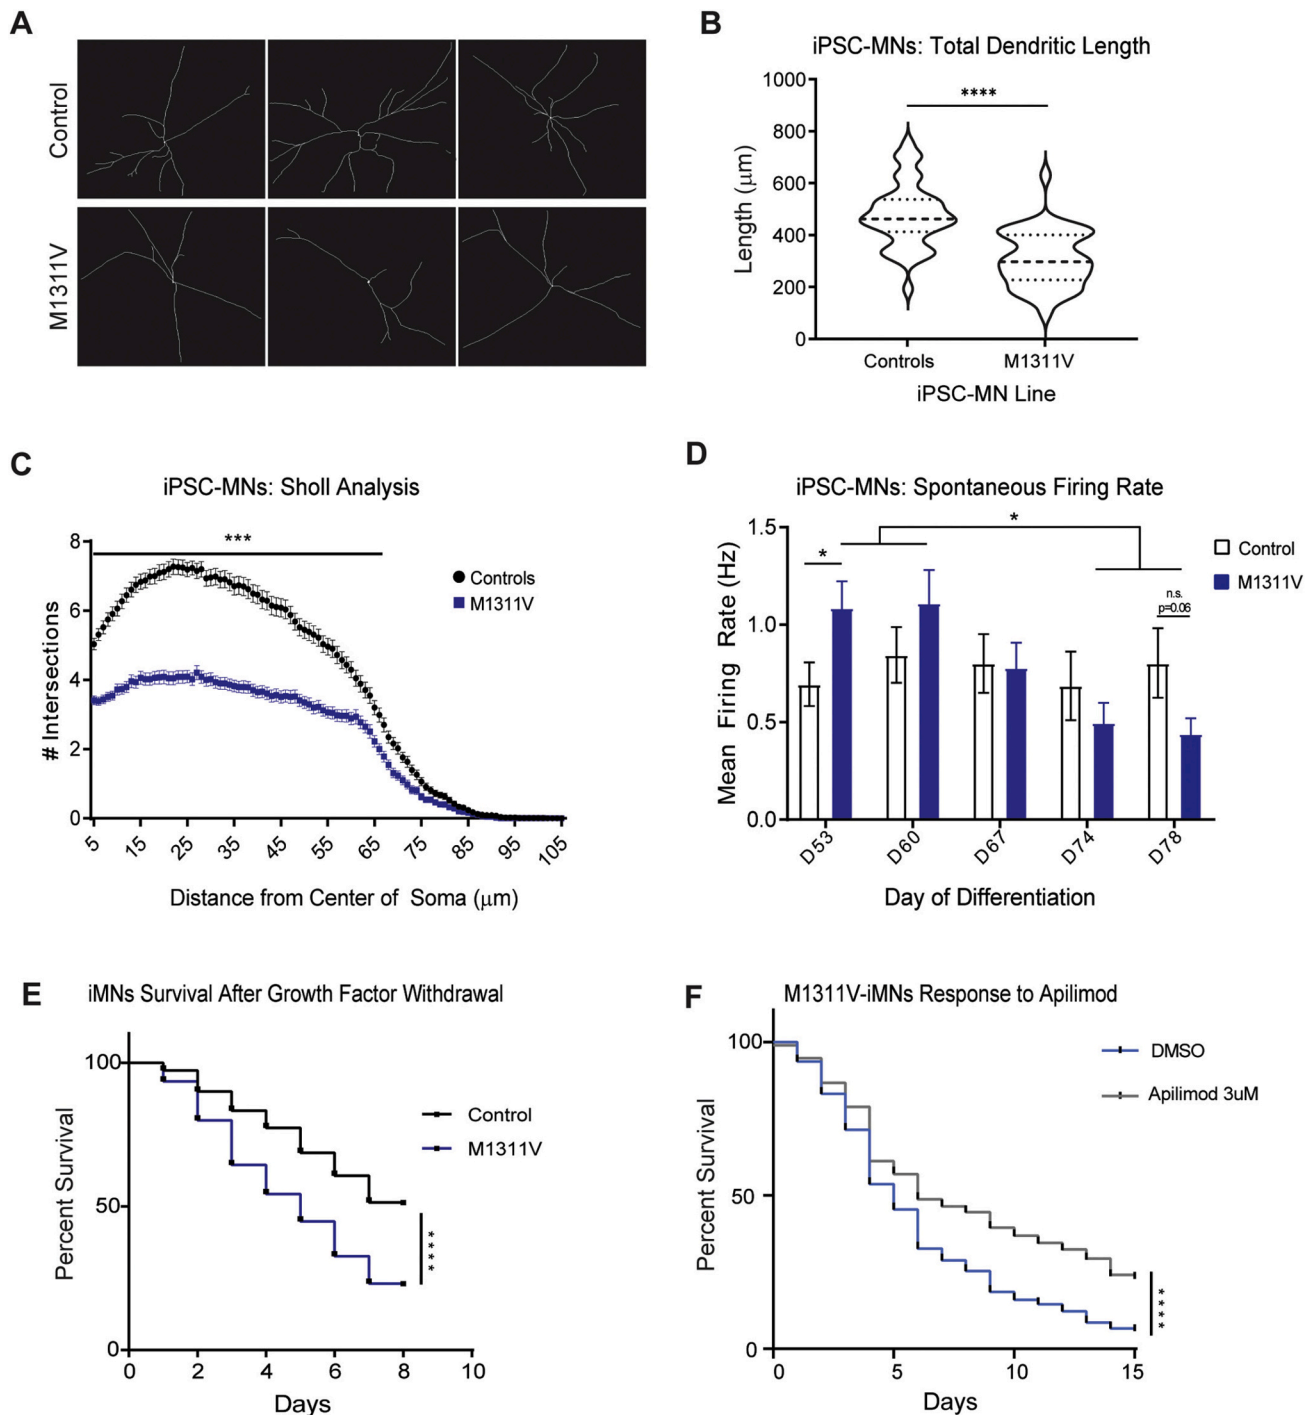 A
Control
M1311V
B
iPSC-MNs: Total Dendritic Length
****
1000
800
600
400
200
0
Length (μm)
Controls
M1311V
iPSC-MN Line
C
iPSC-MNs: Sholl Analysis
***
8
6
4
2
0
# Intersections
Controls
M1311V
5
15
25
35
45
55
65
75
85
95
105
Distance from Center of Soma (μm)
D
iPSC-MNs: Spontaneous Firing Rate
*
*
n.s.
p=0.06
1.5
1.0
0.5
0.0
Mean Firing Rate (Hz)
Control
M1311V
D53
D60
D67
D74
D78
Day of Differentiation
E
iMNs Survival After Growth Factor Withdrawal
100
50
0
Percent Survival
Control
M1311V
****
0
2
4
6
8
10
Days
F
M1311V-iMNs Response to Apilimod
100
50
0
Percent Survival
DMSO
Apilimod 3uM
****
0
5
10
15
Days